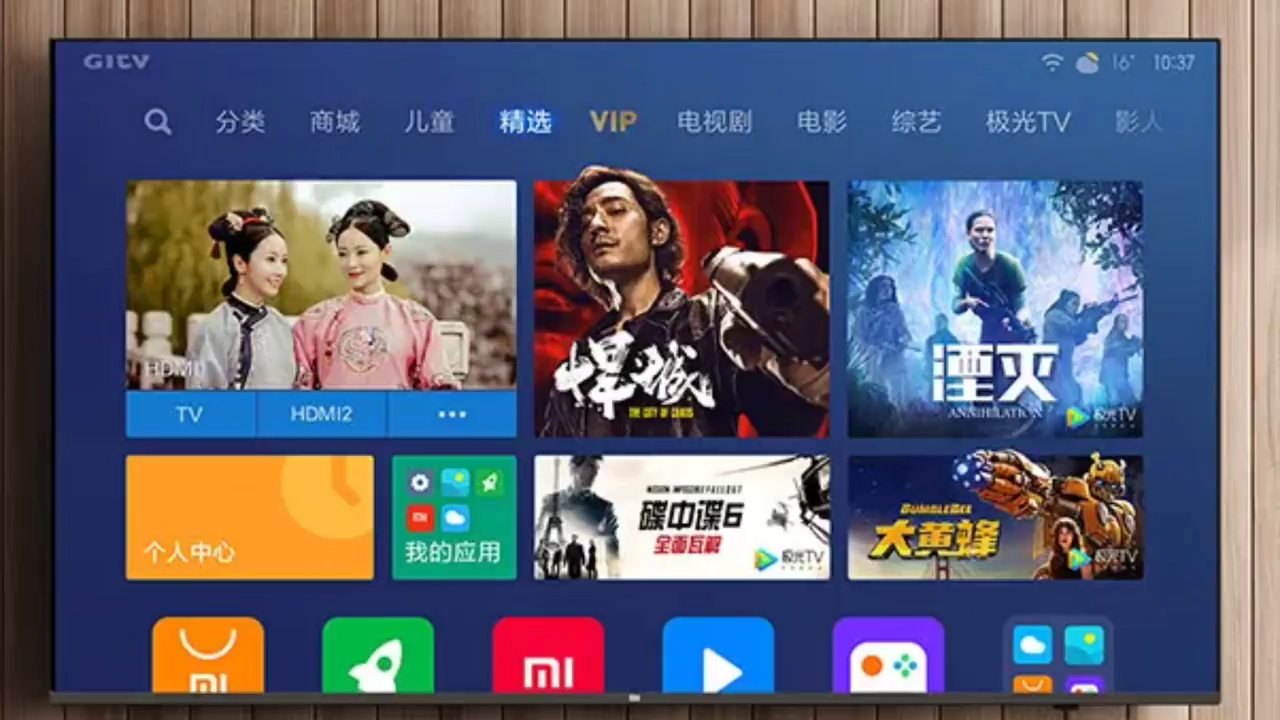 GITV
16° 10:37
分类 商城 儿童 精选 VIP 电视剧 电影 综艺 极光TV 影人
HDMI
TV HDMI2 •••
悍城
THE CITY OF CHAOS
湮灭
ANNIHILATION
极光TV
个人中心
我的应用
MISSION: IMPOSSIBLE FALLOUT
碟中谍6
全面瓦解
极光TV
BUMBLEBEE
大黄蜂
极光TV